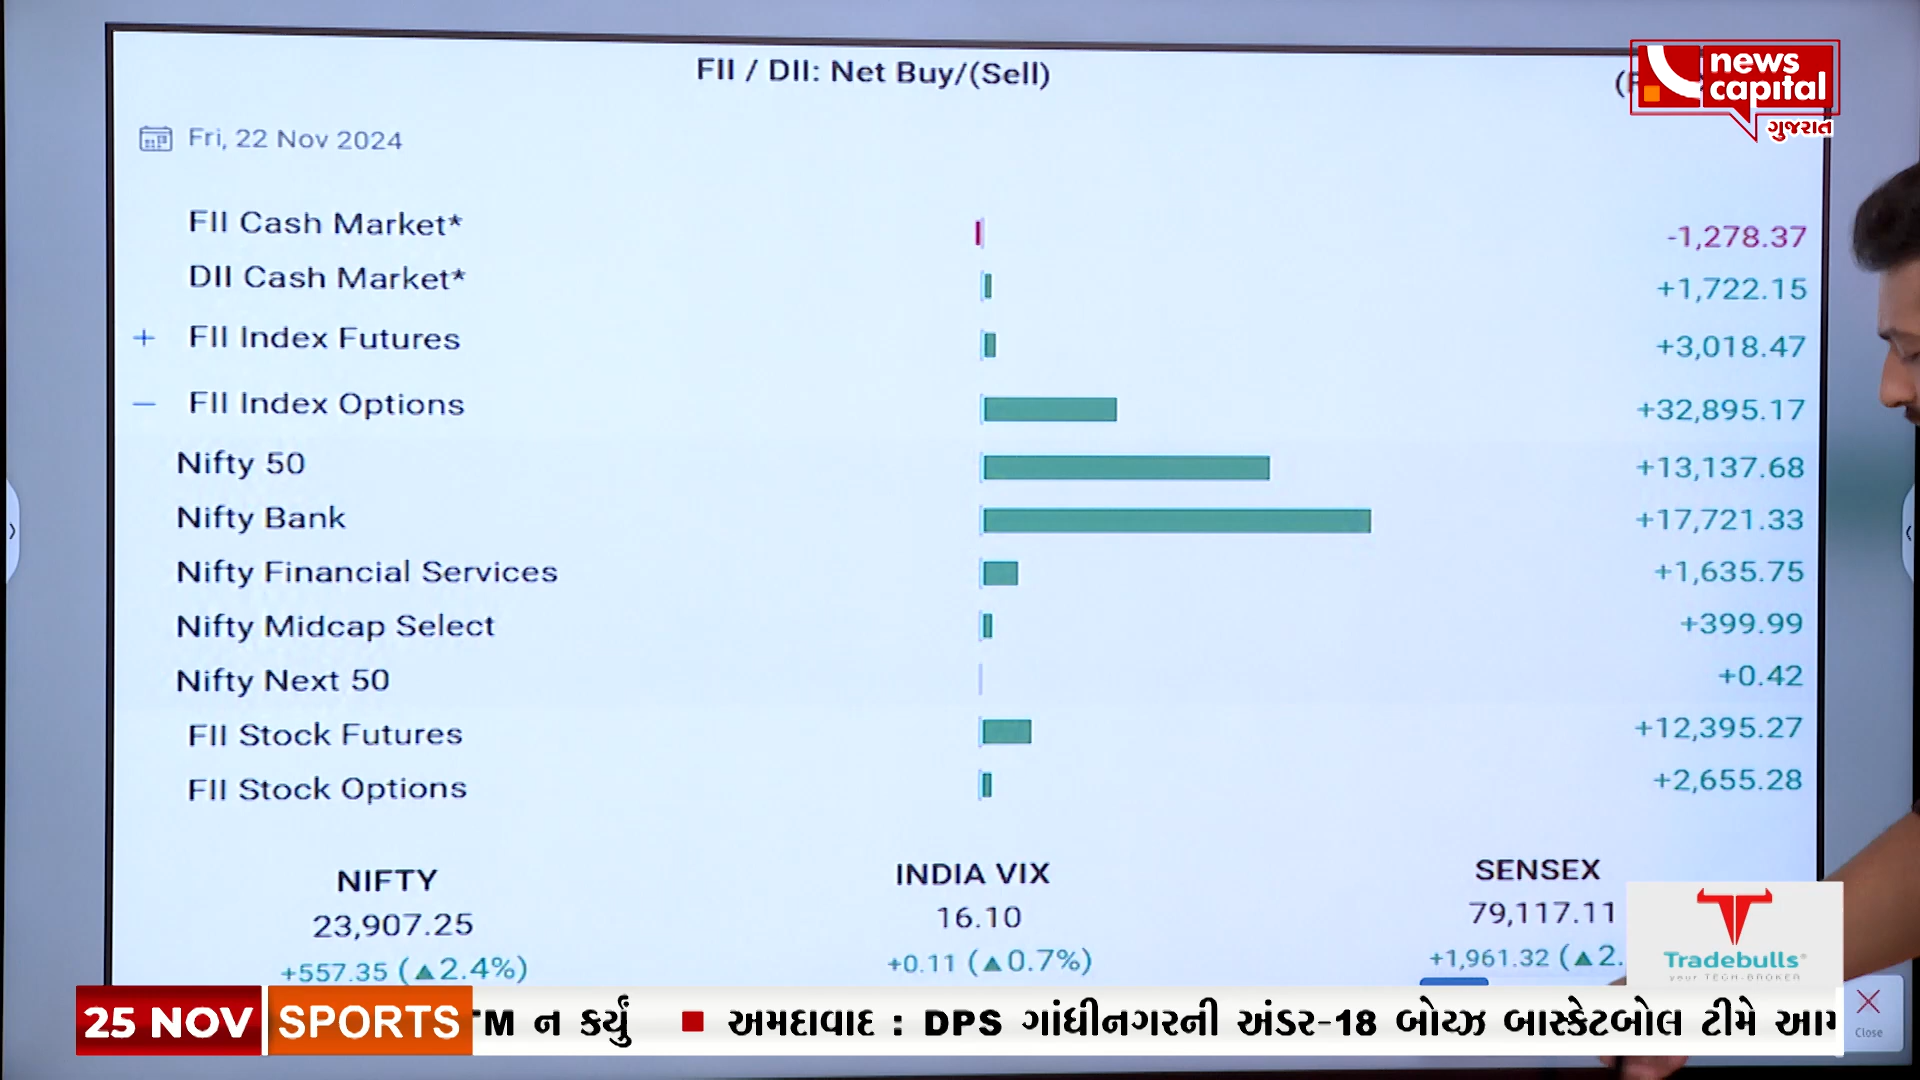 FII / DII: Net Buy/(Sell)
news
capital
ગુજરાત
Fri, 22 Nov 2024
FII Cash Market* -1,278.37
DII Cash Market* +1,722.15
+ FII Index Futures +3,018.47
− FII Index Options +32,895.17
Nifty 50 +13,137.68
Nifty Bank +17,721.33
Nifty Financial Services +1,635.75
Nifty Midcap Select +399.99
Nifty Next 50 +0.42
FII Stock Futures +12,395.27
FII Stock Options +2,655.28
NIFTY INDIA VIX SENSEX
23,907.25 16.10 79,117.11
+557.35 (▲2.4%) +0.11 (▲0.7%) +1,961.32 (▲2.
Tradebulls
your TECH-BROKER
25 NOV SPORTS TM ન કર્યું ■ અમદાવાદ : DPS ગાંધીનગરની અંડર-18 બોય્ઝ બાસ્કેટબોલ ટીમે
Close